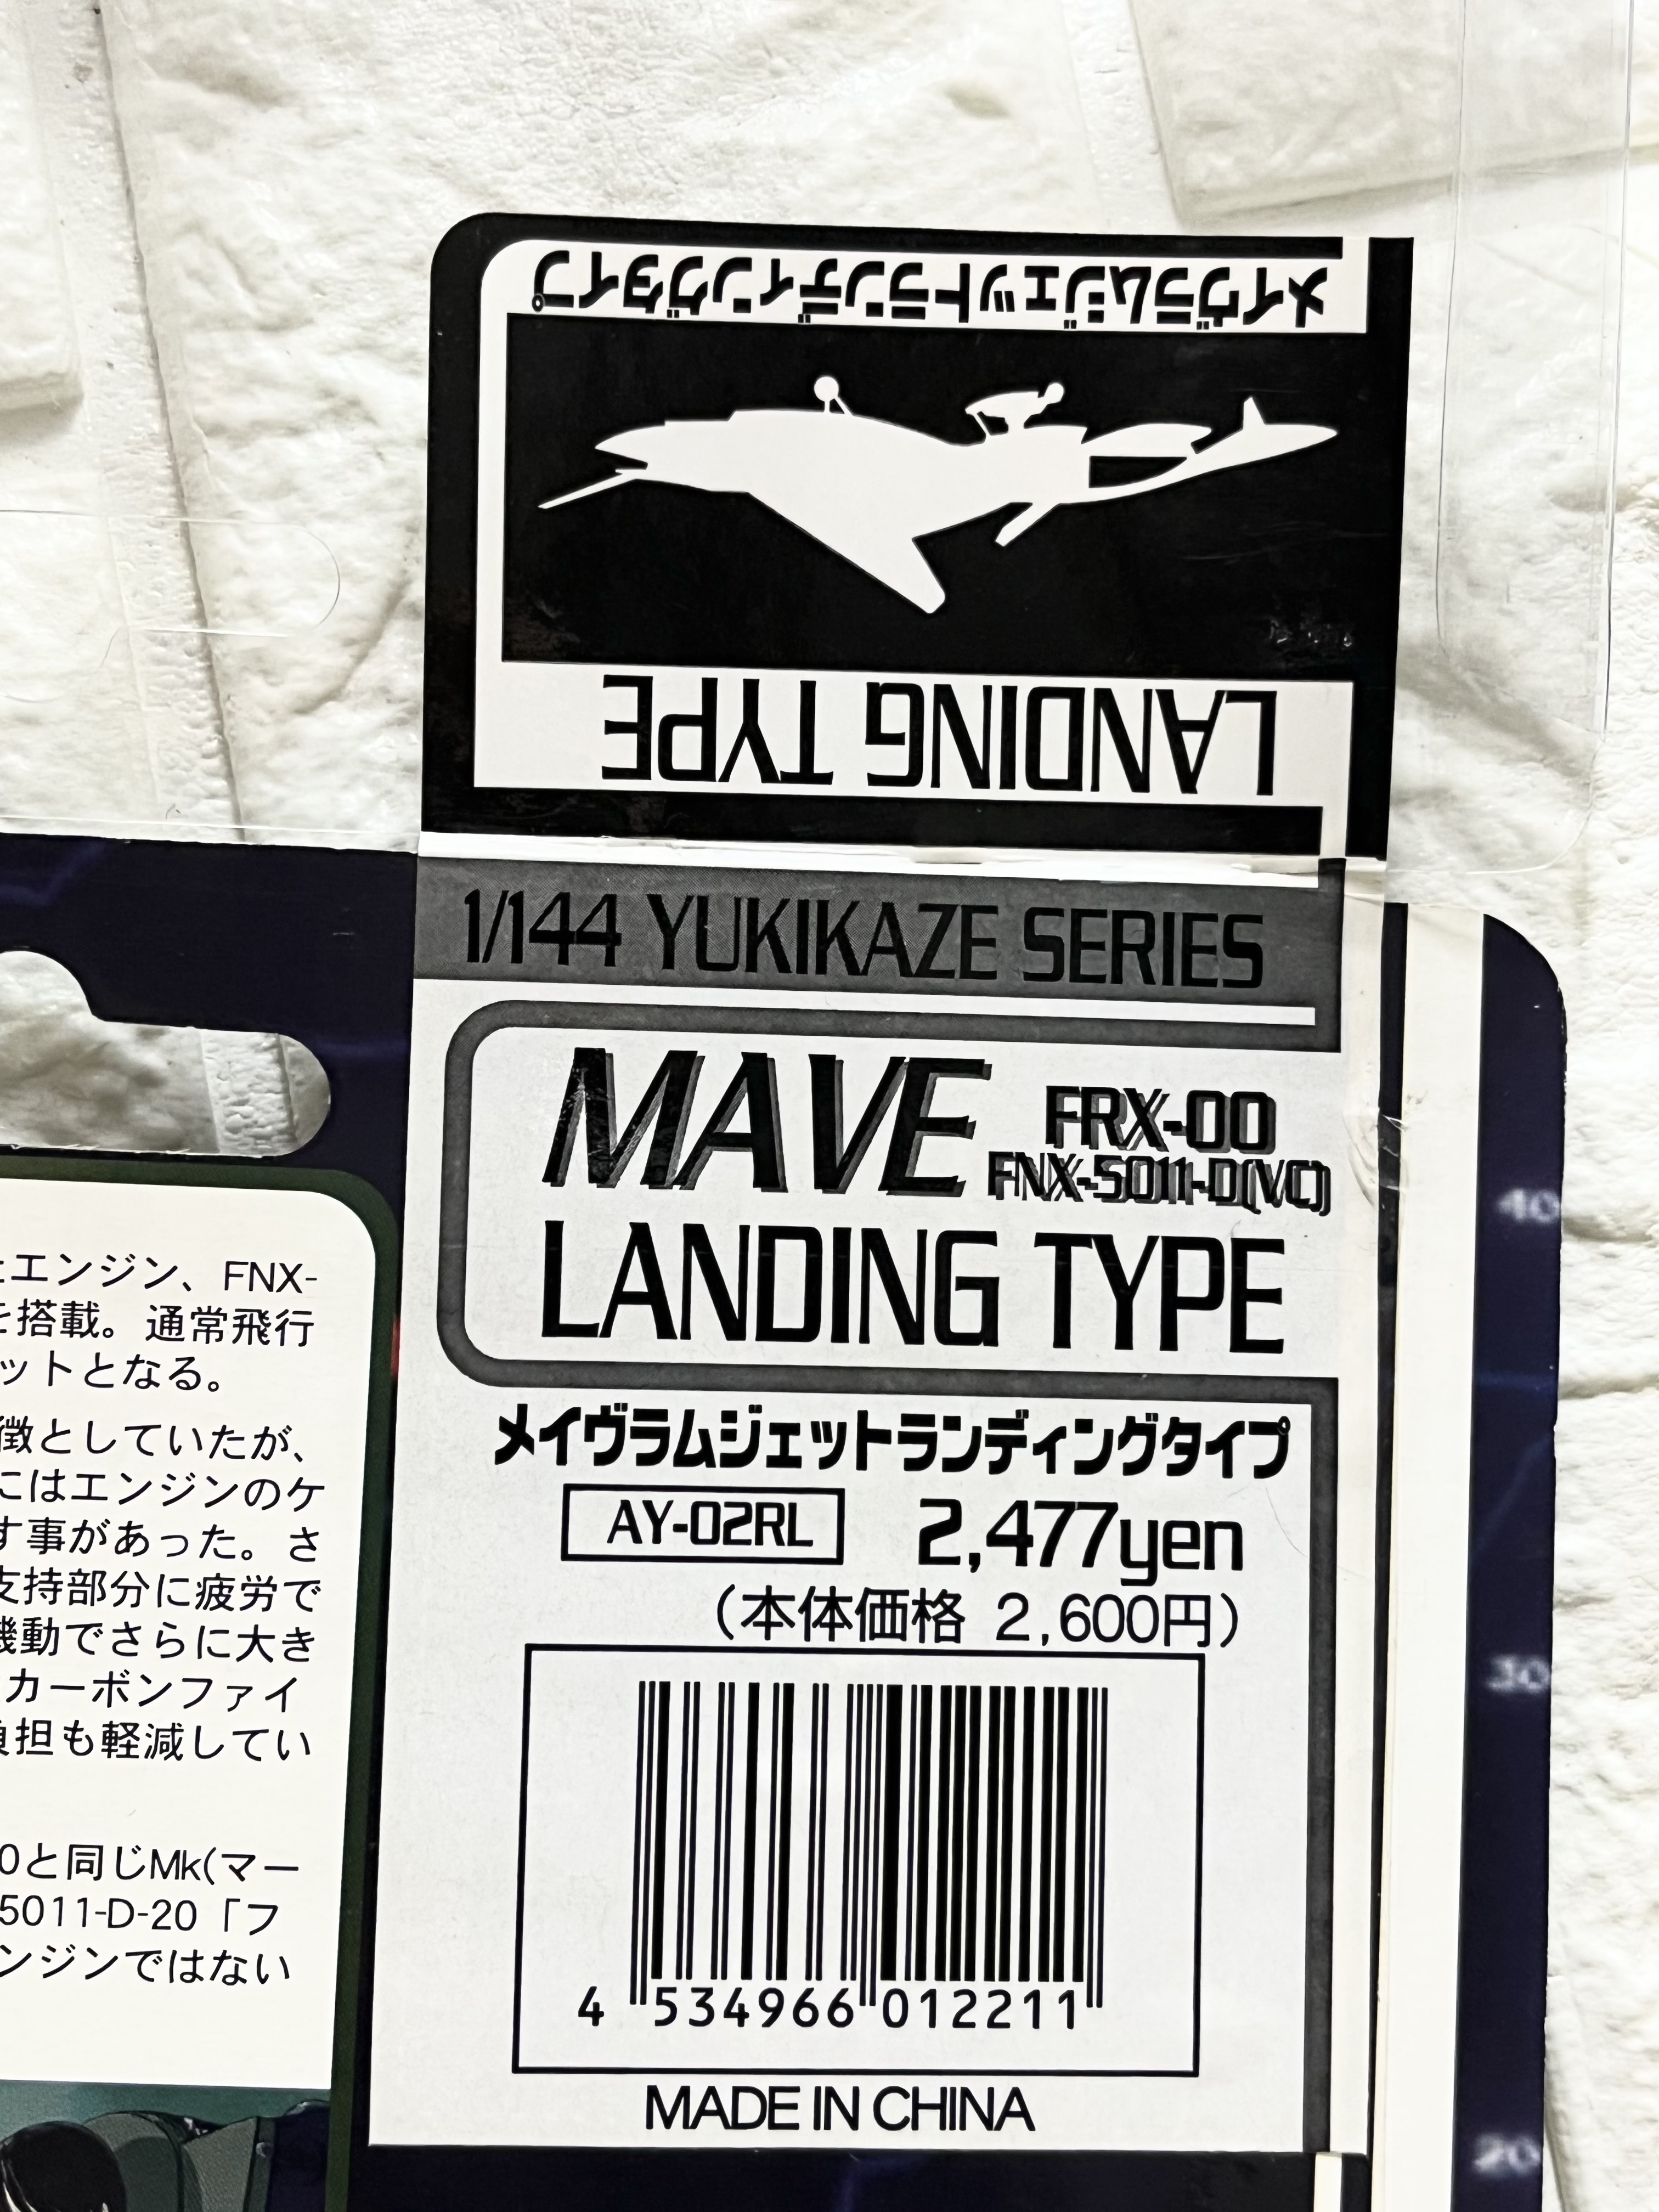 メイヴラムジェットランディングタイプ
LANDING TYPE
1/144 YUKIKAZE SERIES
MAVE FRX-00
FNX-5011-D(VC)
LANDING TYPE
メイヴラムジェットランディングタイプ
AY-02RL 2,477yen
(本体価格 2,600円)
4 534966 012211
MADE IN CHINA
エンジン、FNX-
を搭載。通常飛行
ットとなる。
徴としていたが、
にはエンジンのケ
す事があった。さ
支持部分に疲労で
機動でさらに大き
カーボンファイ
負担も軽減してい
0と同じMk(マー
5011-D-20「フ
ンジンではない
40
30
20